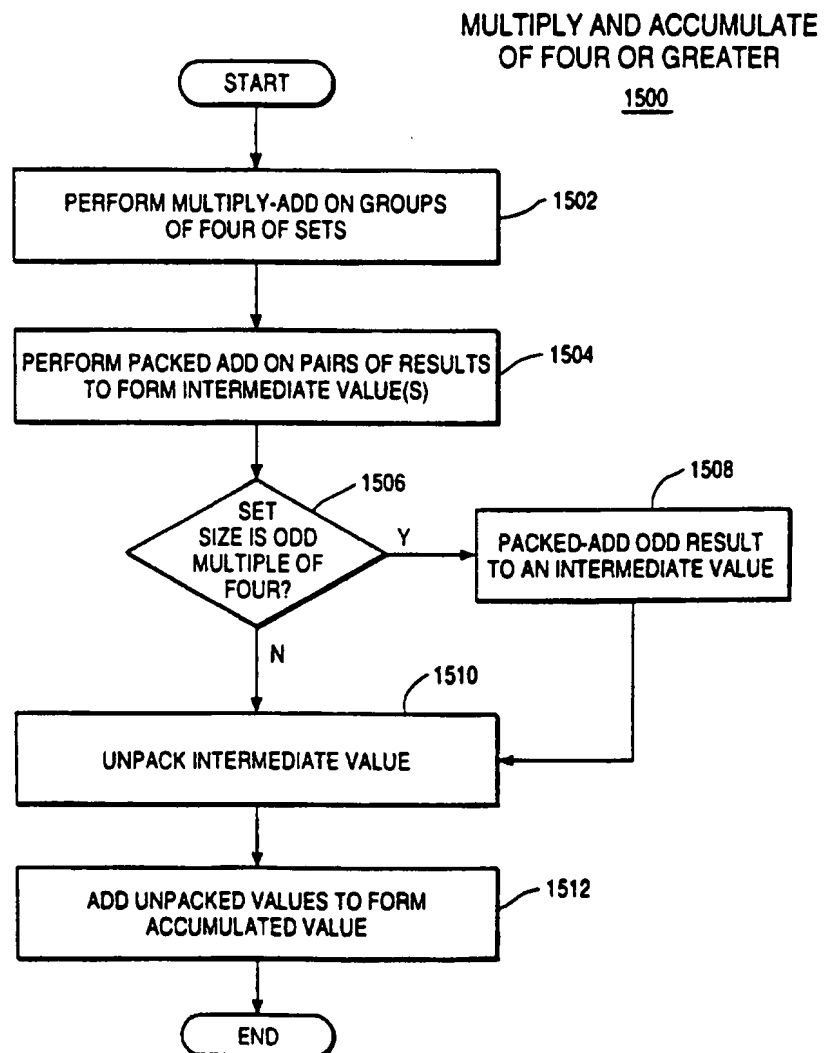 MULTIPLY AND ACCUMULATE
OF FOUR OR GREATER
1500
START
PERFORM MULTIPLY-ADD ON GROUPS
OF FOUR OF SETS
1502
PERFORM PACKED ADD ON PAIRS OF RESULTS
TO FORM INTERMEDIATE VALUE(S)
1504
SET
SIZE IS ODD
MULTIPLE OF
FOUR?
1506
Y
PACKED-ADD ODD RESULT
TO AN INTERMEDIATE VALUE
1508
N
UNPACK INTERMEDIATE VALUE
1510
ADD UNPACKED VALUES TO FORM
ACCUMULATED VALUE
1512
END